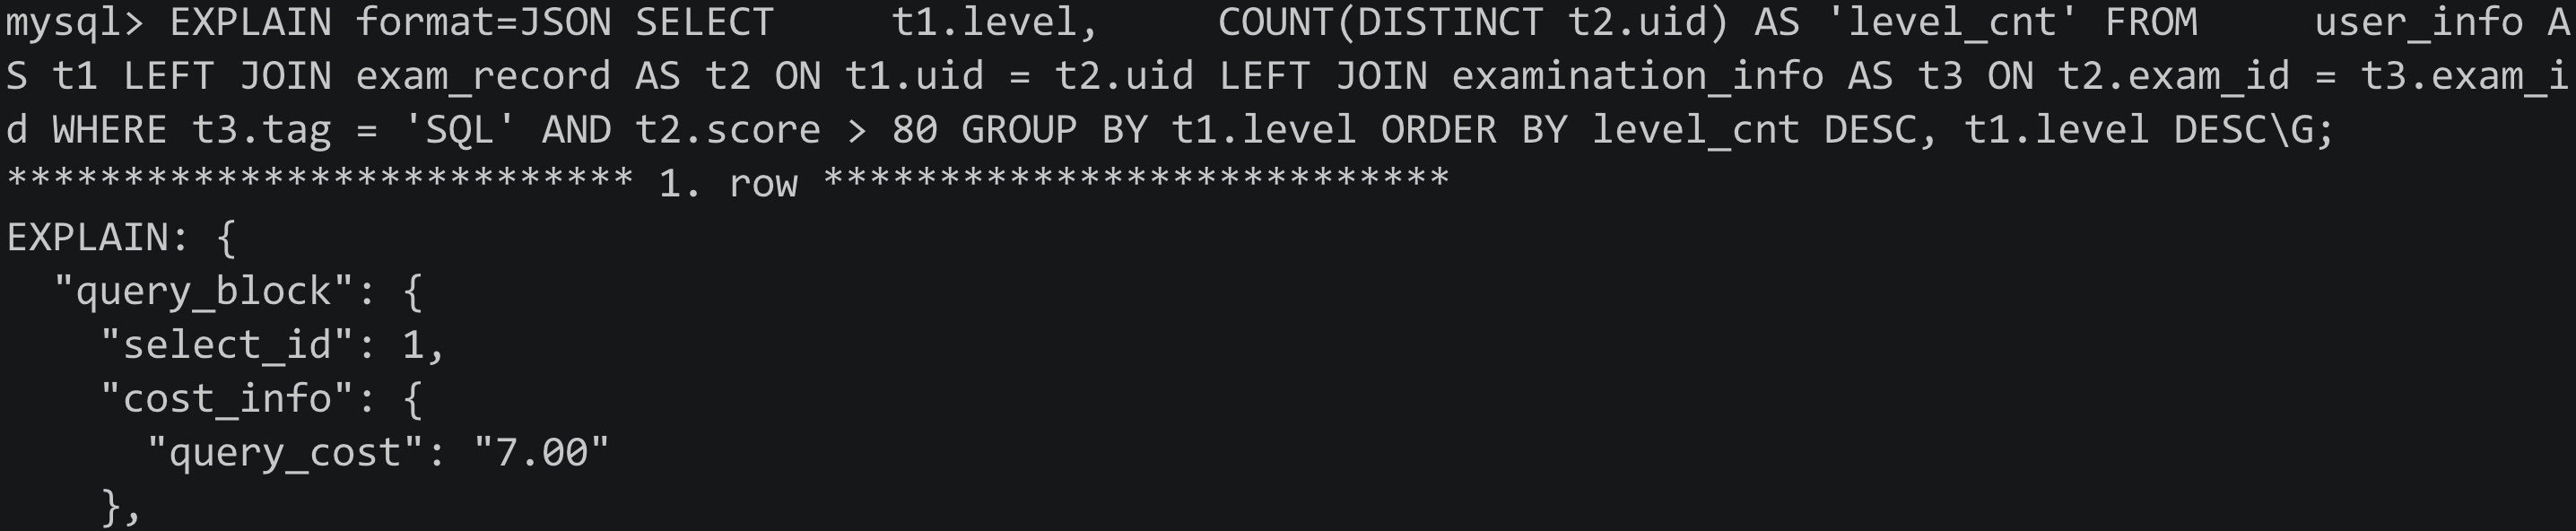 mysql> EXPLAIN format=JSON SELECT     t1.level,     COUNT(DISTINCT t2.uid) AS 'level_cnt' FROM     user_info A
S t1 LEFT JOIN exam_record AS t2 ON t1.uid = t2.uid LEFT JOIN examination_info AS t3 ON t2.exam_id = t3.exam_i
d WHERE t3.tag = 'SQL' AND t2.score > 80 GROUP BY t1.level ORDER BY level_cnt DESC, t1.level DESC\G;
*************************** 1. row ***************************
EXPLAIN: {
  "query_block": {
    "select_id": 1,
    "cost_info": {
      "query_cost": "7.00"
    },